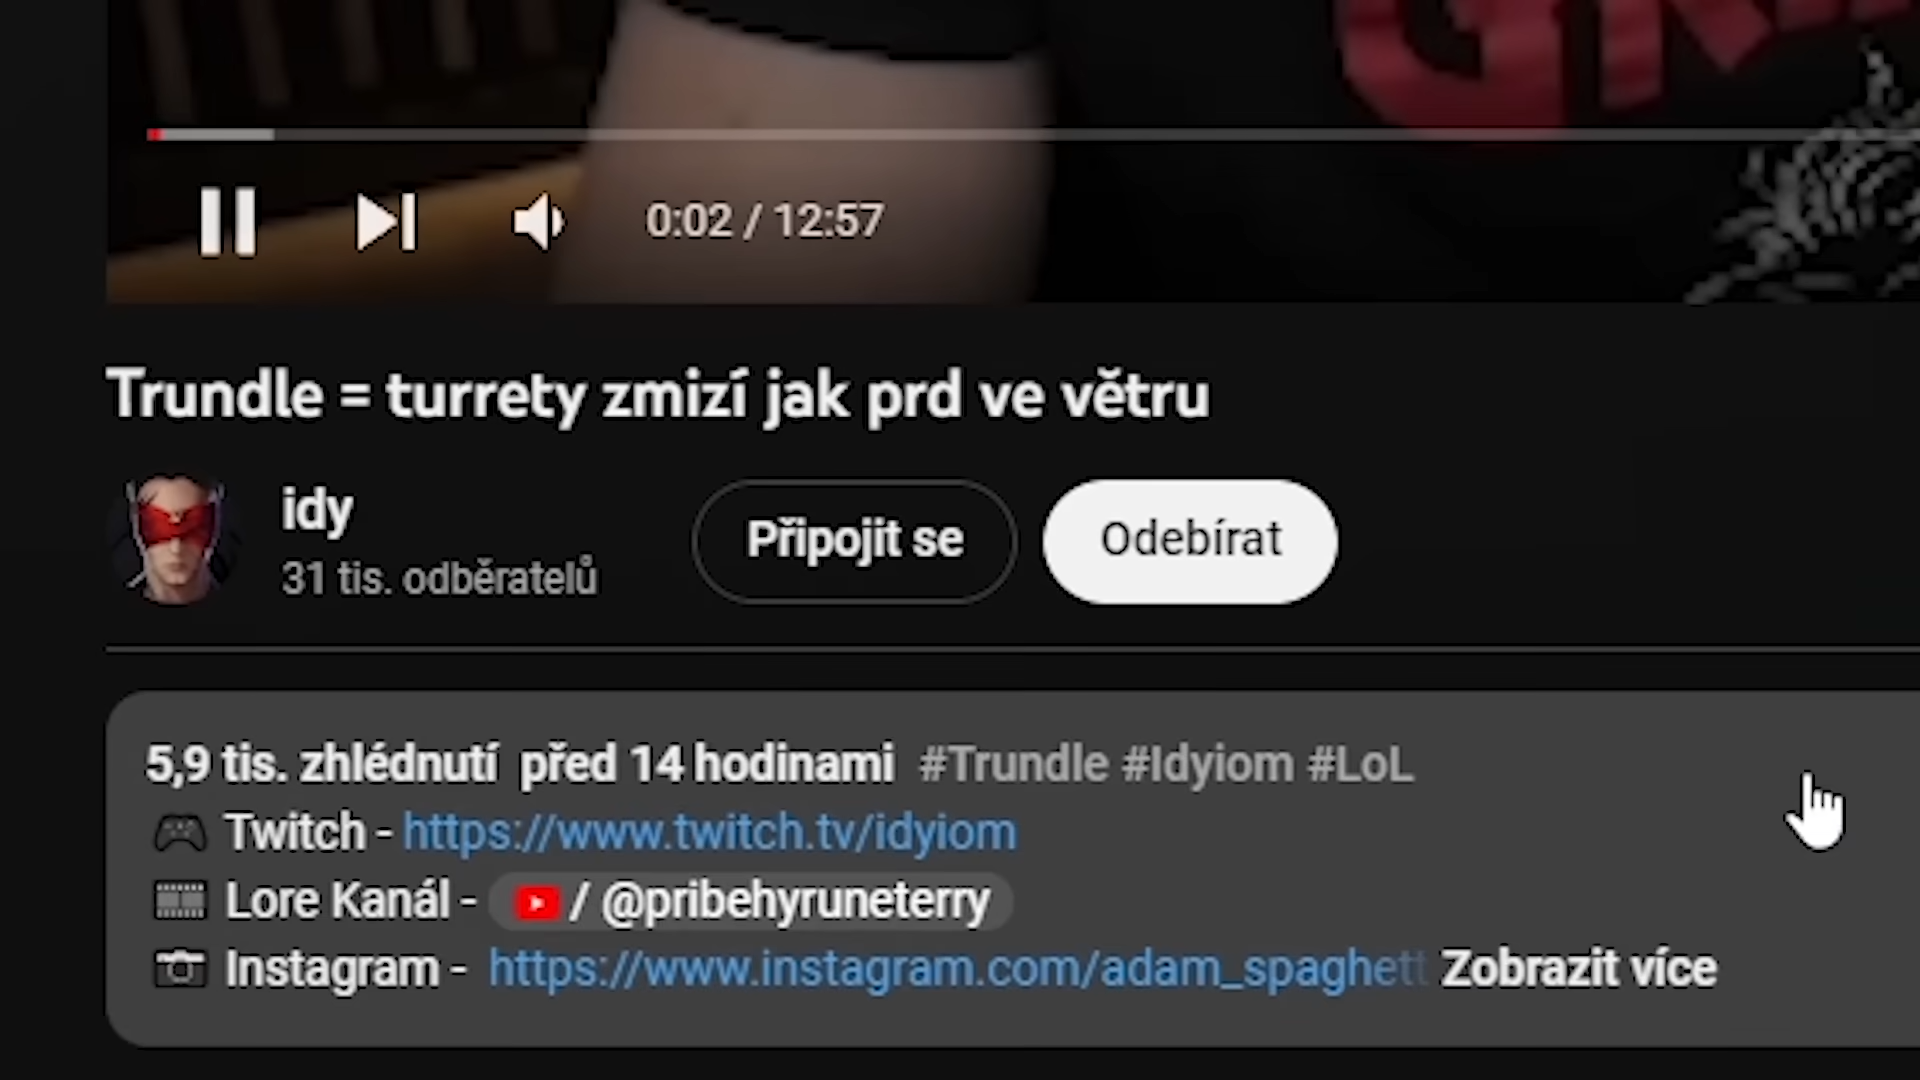 0:02 / 12:57
Trundle = turrety zmizí jak prd ve větru
idy
31 tis. odběratelů
Připojit se
Odebírat
5,9 tis. zhlédnutí před 14 hodinami #Trundle #Idyiom #LoL
Twitch - https://www.twitch.tv/idyiom
Lore Kanál - / @pribehyruneterry
Instagram - https://www.instagram.com/adam_spaghett Zobrazit více